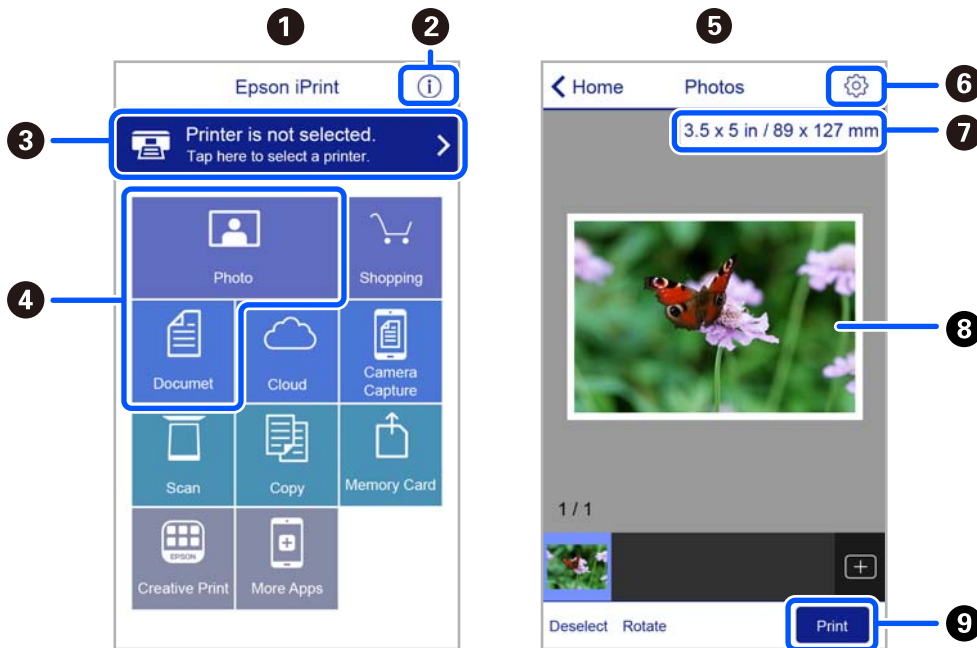 1
2
Epson iPrint
3
Printer is not selected.
Tap here to select a printer.
4
Photo
Shopping
Documet
Cloud
Camera
Capture
Scan
Copy
Memory Card
EPSON
Creative Print
More Apps
5
Home
Photos
6
3.5 x 5 in / 89 x 127 mm
7
8
1 / 1
Deselect
Rotate
Print
9